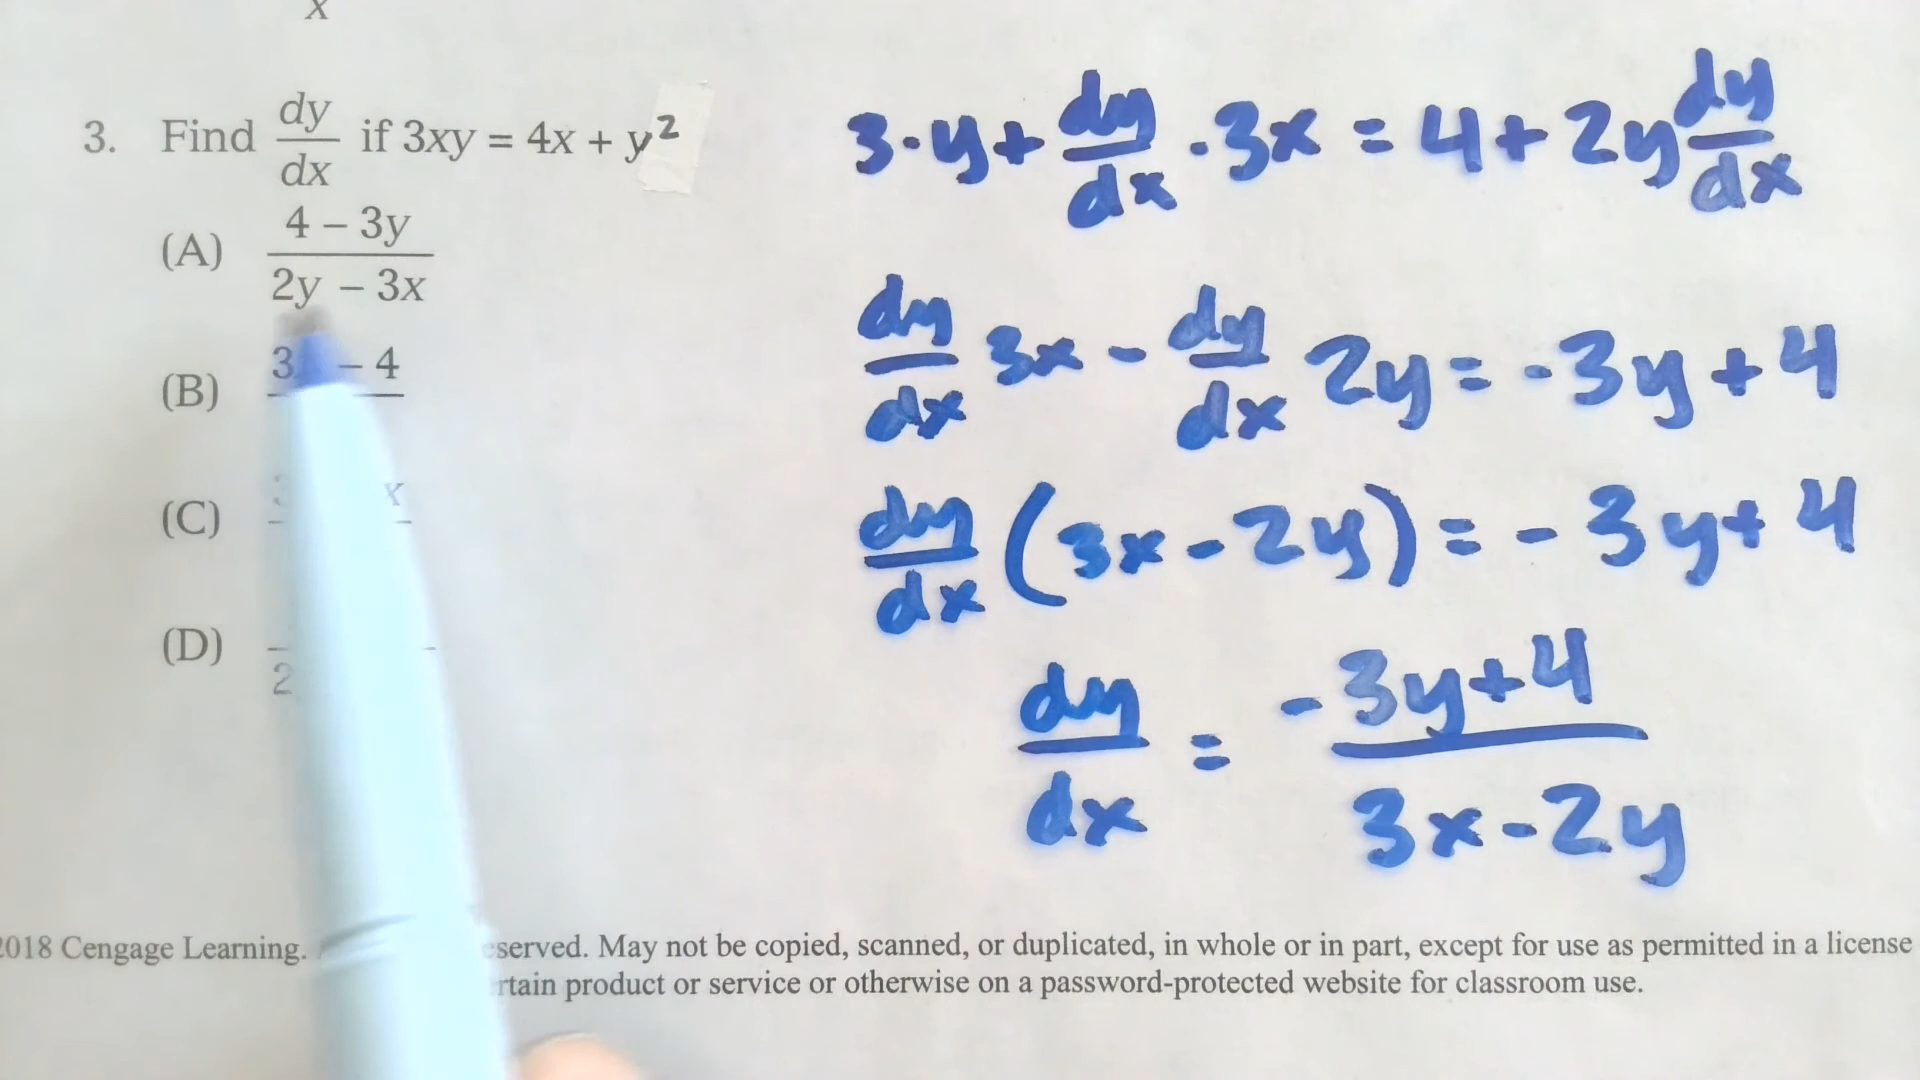 x
3. Find dy/dx if 3xy = 4x + y²
3·y + dy/dx · 3x = 4 + 2y dy/dx
(A) 4 – 3y / 2y – 3x
dy/dx 3x - dy/dx 2y = -3y + 4
(B) 3 – 4
(C) x
dy/dx (3x - 2y) = -3y + 4
(D) 2
dy/dx = -3y+4 / 3x-2y
2018 Cengage Learning. May not be copied, scanned, or duplicated, in whole or in part, except for use as permitted in a license
product or service or otherwise on a password-protected website for classroom use.